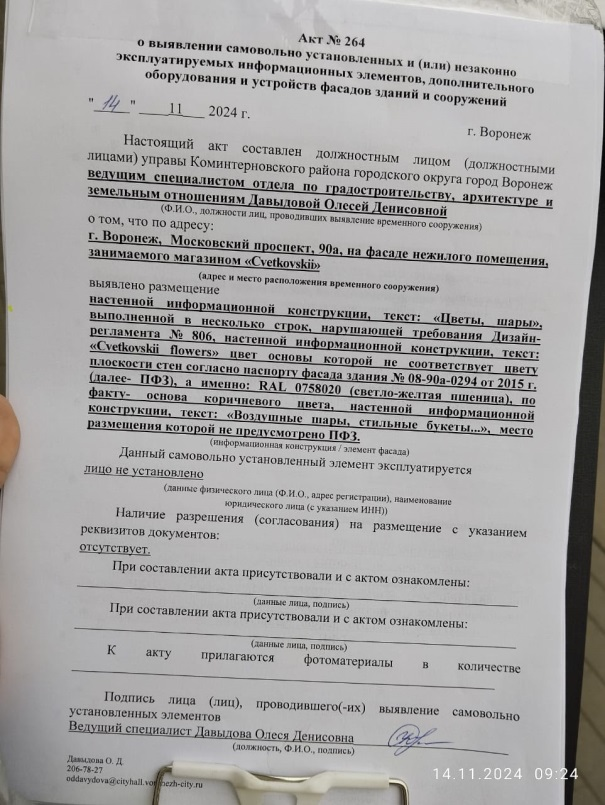 Акт № 264
о выявлении самовольно установленных и (или) незаконно
эксплуатируемых информационных элементов, дополнительного
оборудования и устройств фасадов зданий и сооружений
"14" 11 2024 г.
г. Воронеж
Настоящий акт составлен должностным лицом (должностными
лицами) управы Коминтерновского района городского округа город Воронеж
ведущим специалистом отдела по градостроительству, архитектуре и
земельным отношениям Давыдовой Олесей Денисовной
(Ф.И.О., должности лиц, проводивших выявление временного сооружения)
о том, что по адресу:
г. Воронеж, Московский проспект, 90а, на фасаде нежилого помещения,
занимаемого магазином «Cvetkovskii»
(адрес и место расположения временного сооружения)
выявлено размещение
настенной информационной конструкции, текст: «Цветы, шары»,
выполненной в несколько строк, нарушающей требования Дизайн-
регламента № 806, настенной информационной конструкции, текст:
«Cvetkovskii flowers» цвет основы которой не соответствует цвету
плоскости стен согласно паспорту фасада здания № 08-90а-0294 от 2015 г.
(далее- ПФЗ), а именно: RAL 0758020 (светло-желтая пшеница), по
факту- основа коричневого цвета, настенной информационной
конструкции, текст: «Воздушные шары, стильные букеты...», место
размещения которой не предусмотрено ПФЗ.
(информационная конструкция / элемент фасада)
Данный самовольно установленный элемент эксплуатируется
лицо не установлено
(данные физического лица (Ф.И.О., адрес регистрации), наименование
юридического лица (с указанием ИНН))
Наличие разрешения (согласования) на размещение с указанием
реквизитов документов:
отсутствует.
При составлении акта присутствовали и с актом ознакомлены:
(данные лица, подпись)
При составлении акта присутствовали и с актом ознакомлены:
(данные лица, подпись)
К акту прилагаются фотоматериалы в количестве
Подпись лица (лиц), проводившего(-их) выявление самовольно
установленных элементов
Ведущий специалист Давыдова Олеся Денисовна
(должность, Ф.И.О., подпись)
Давыдова О. Д.
206-78-27
14.11.2024 09:24